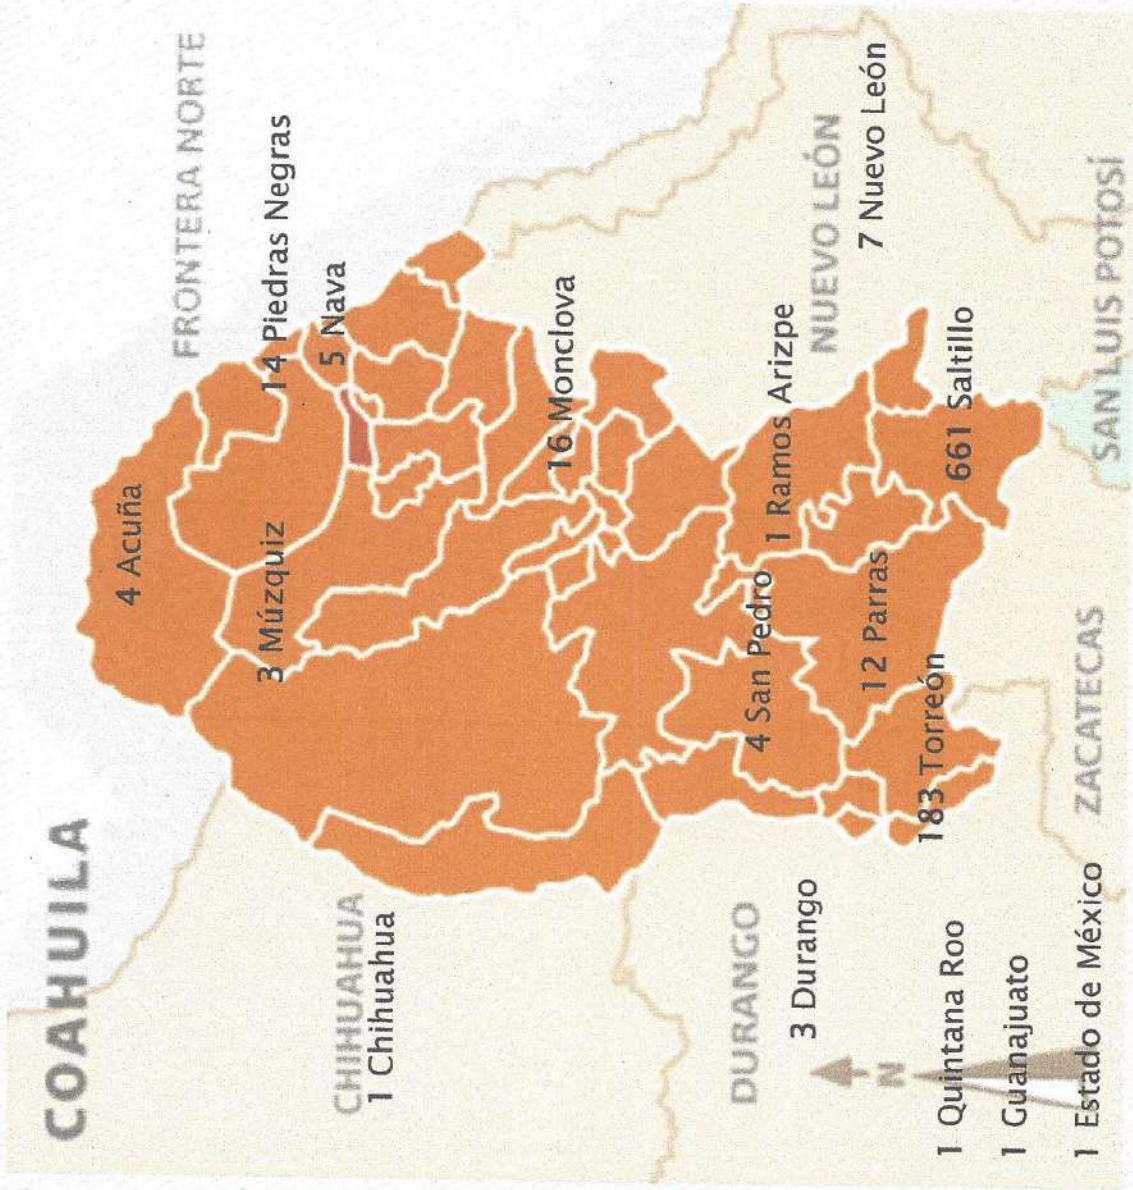 COAHUILA
FRONTERA NORTE
4 Acuña
14 Piedras Negras
3 Múzquiz
5 Nava
CHIHUAHUA
1 Chihuahua
16 Monclova
DURANGO
3 Durango
4 San Pedro
1 Ramos Arizpe
NUEVO LEÓN
7 Nuevo León
12 Parras
183 Torreón
661 Saltillo
N
1 Quintana Roo
1 Guanajuato
1 Estado de México
ZACATECAS
SAN LUIS POTOSÍ